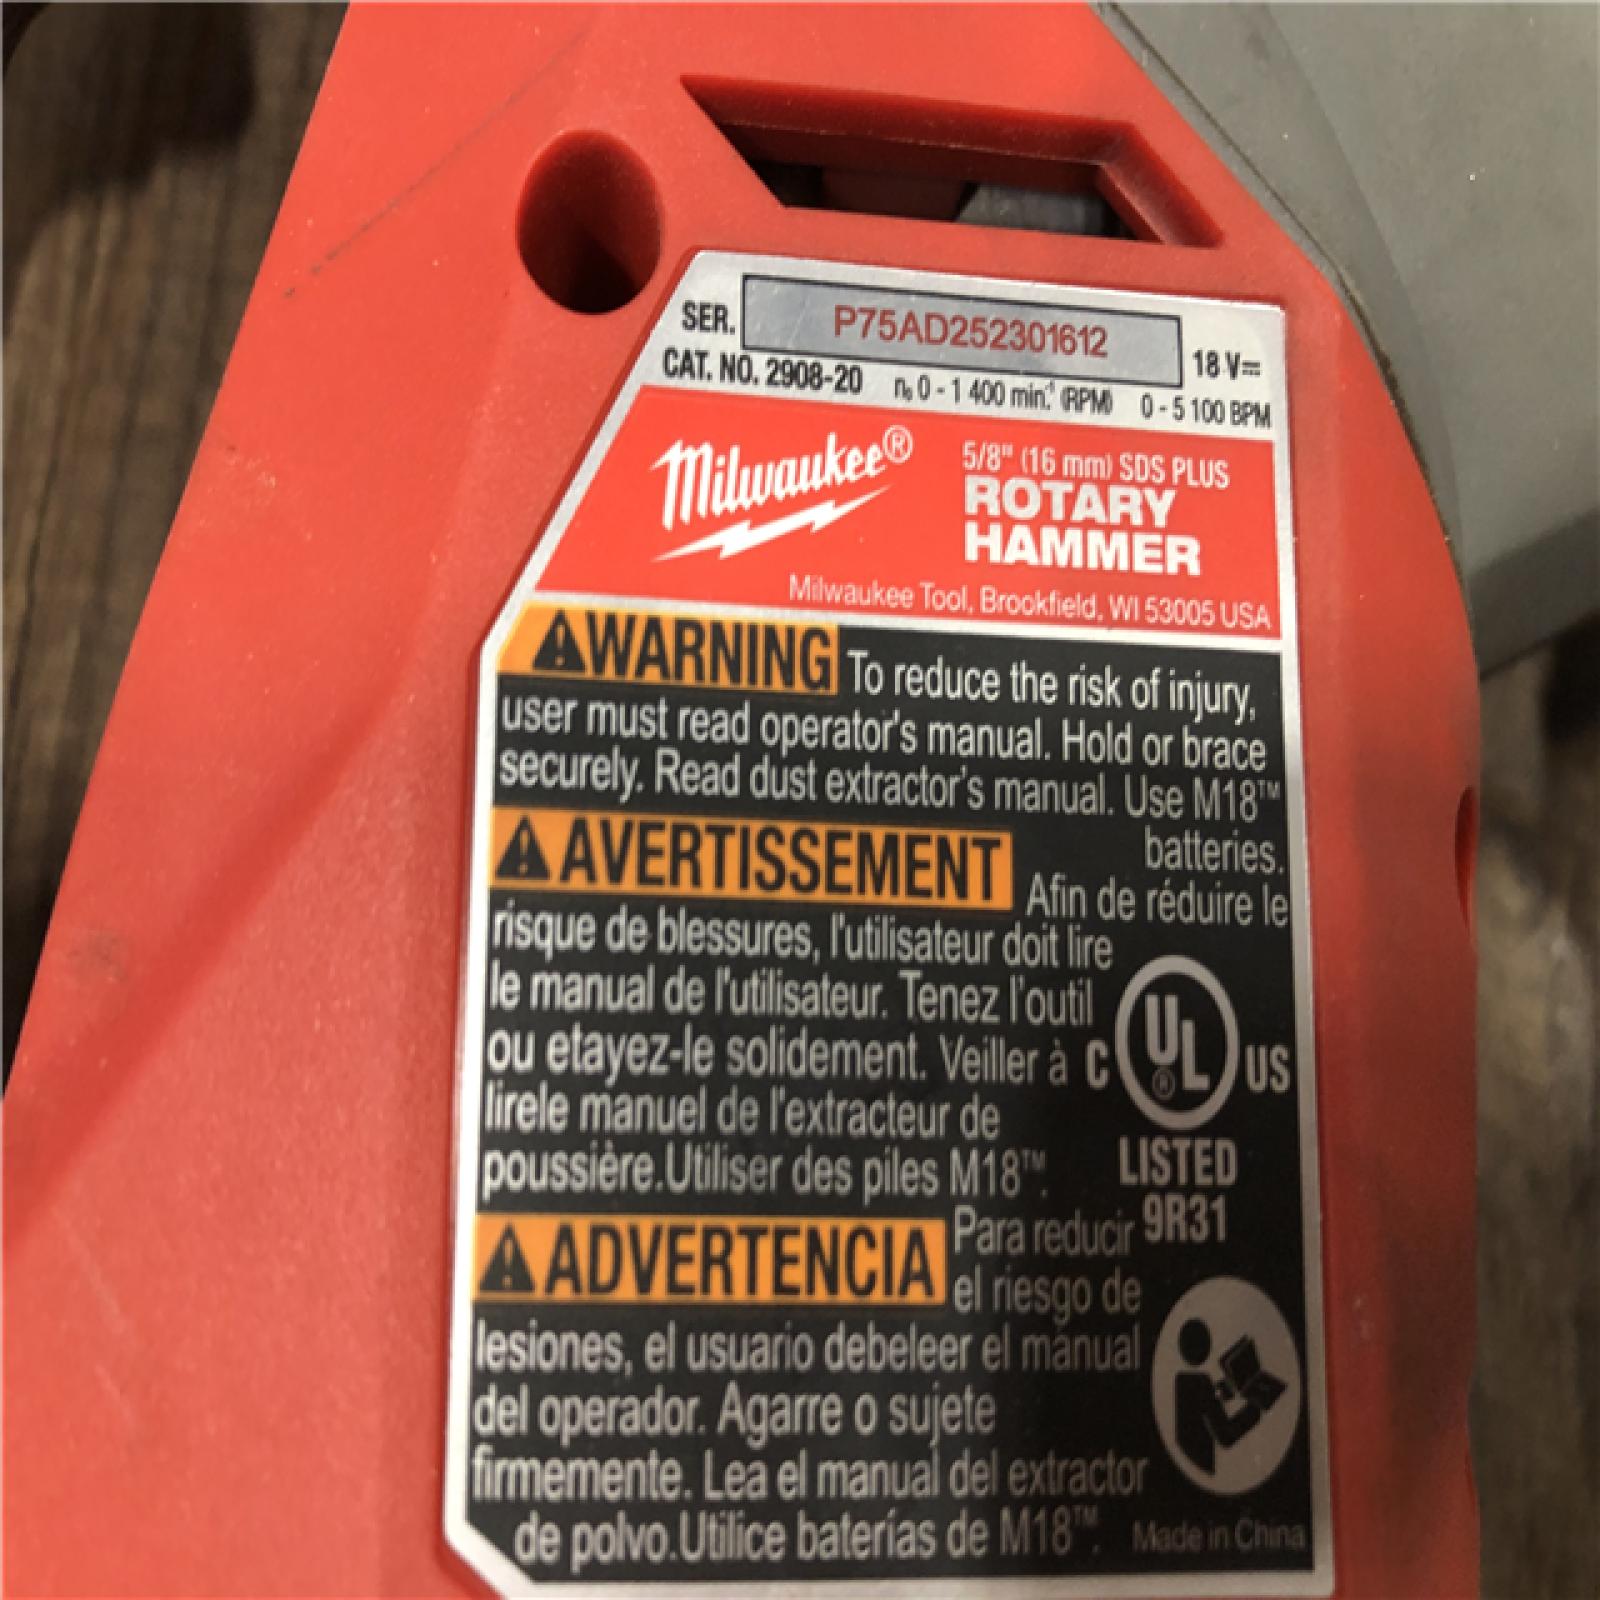 SER. P75AD252301612 18 V
CAT. NO. 2908-20 n₀ 0 - 1 400 min.⁻¹ (RPM) 0 - 5 100 BPM
Milwaukee®
5/8" (16 mm) SDS PLUS
ROTARY
HAMMER
Milwaukee Tool, Brookfield, WI 53005 USA
WARNING To reduce the risk of injury,
user must read operator's manual. Hold or brace
securely. Read dust extractor's manual. Use M18™
batteries.
AVERTISSEMENT Afin de réduire le
risque de blessures, l'utilisateur doit lire
le manual de l'utilisateur. Tenez l'outil
ou etayez-le solidement. Veiller à
lirele manuel de l'extracteur de
poussière.Utiliser des piles M18™.
C UL ® US
LISTED
9R31
ADVERTENCIA Para reducir
el riesgo de
lesiones, el usuario debeleer el manual
del operador. Agarre o sujete
firmemente. Lea el manual del extractor
de polvo.Utilice baterías de M18™.
Made in China